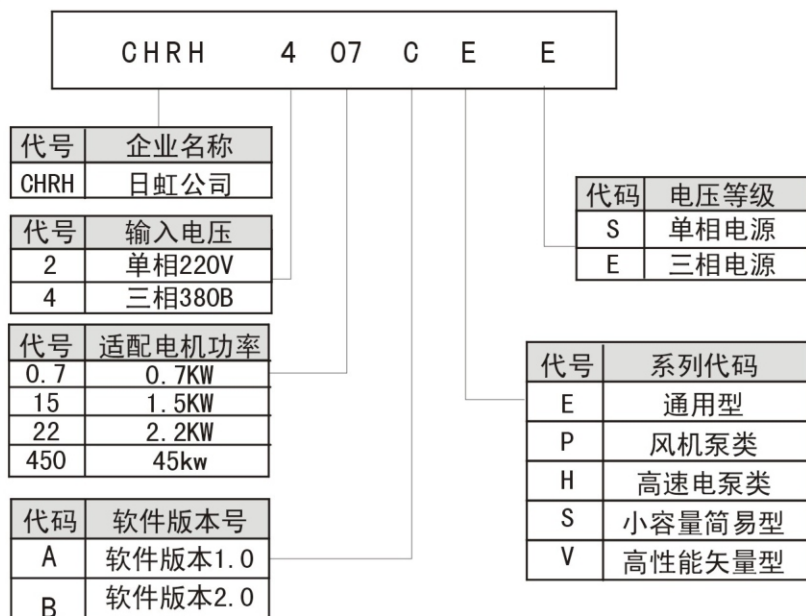 CHRH 4 07 C E E
代号 企业名称
CHRH 日虹公司
代号 输入电压
2 单相220V
4 三相380B
代号 适配电机功率
0.7 0.7KW
15 1.5KW
22 2.2KW
450 45kw
代码 软件版本号
A 软件版本1.0
B 软件版本2.0
代码 电压等级
S 单相电源
E 三相电源
代号 系列代码
E 通用型
P 风机泵类
H 高速电泵类
S 小容量简易型
V 高性能矢量型